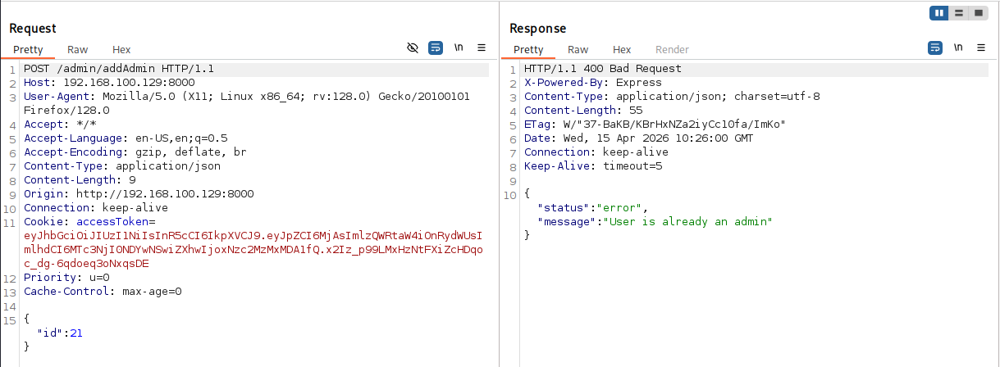 Request
Pretty Raw Hex \n
1 POST /admin/addAdmin HTTP/1.1
2 Host: 192.168.100.129:8000
3 User-Agent: Mozilla/5.0 (X11; Linux x86_64; rv:128.0) Gecko/20100101
Firefox/128.0
4 Accept: */*
5 Accept-Language: en-US,en;q=0.5
6 Accept-Encoding: gzip, deflate, br
7 Content-Type: application/json
8 Content-Length: 9
9 Origin: http://192.168.100.129:8000
10 Connection: keep-alive
11 Cookie: accessToken=
eyJhbGciOiJIUzI1NiIsInR5cCI6IkpXVCJ9.eyJpZCI6MjAsImlzQWRtaW4iOnRydWUsI
mlhdCI6MTc3NjI0NDYwNSwiZXhwIjoxNzc2MzMxMDA1fQ.x2Iz_p99LMxHzNtFXiZcHDqo
c_dg-6qdoeq3oNxqsDE
12 Priority: u=0
13 Cache-Control: max-age=0
14
15 {
"id":21
}
Response
Pretty Raw Hex Render \n
1 HTTP/1.1 400 Bad Request
2 X-Powered-By: Express
3 Content-Type: application/json; charset=utf-8
4 Content-Length: 55
5 ETag: W/"37-BaKB/KBrHxNZa2iyCc10fa/ImKo"
6 Date: Wed, 15 Apr 2026 10:26:00 GMT
7 Connection: keep-alive
8 Keep-Alive: timeout=5
9
10 {
"status":"error",
"message":"User is already an admin"
}